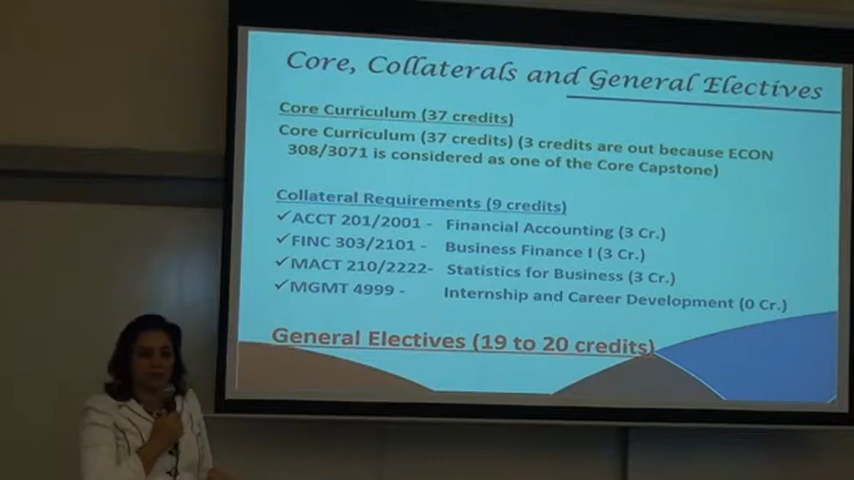 Core, Collaterals and General Electives
Core Curriculum (37 credits)
Core Curriculum (37 credits) (3 credits are out because ECON
308/3071 is considered as one of the Core Capstone)
Collateral Requirements (9 credits)
✓ACCT 201/2001 - Financial Accounting (3 Cr.)
✓FINC 303/2101 - Business Finance I (3 Cr.)
✓MACT 210/2222- Statistics for Business (3 Cr.)
✓MGMT 4999 - Internship and Career Development (0 Cr.)
General Electives (19 to 20 credits)